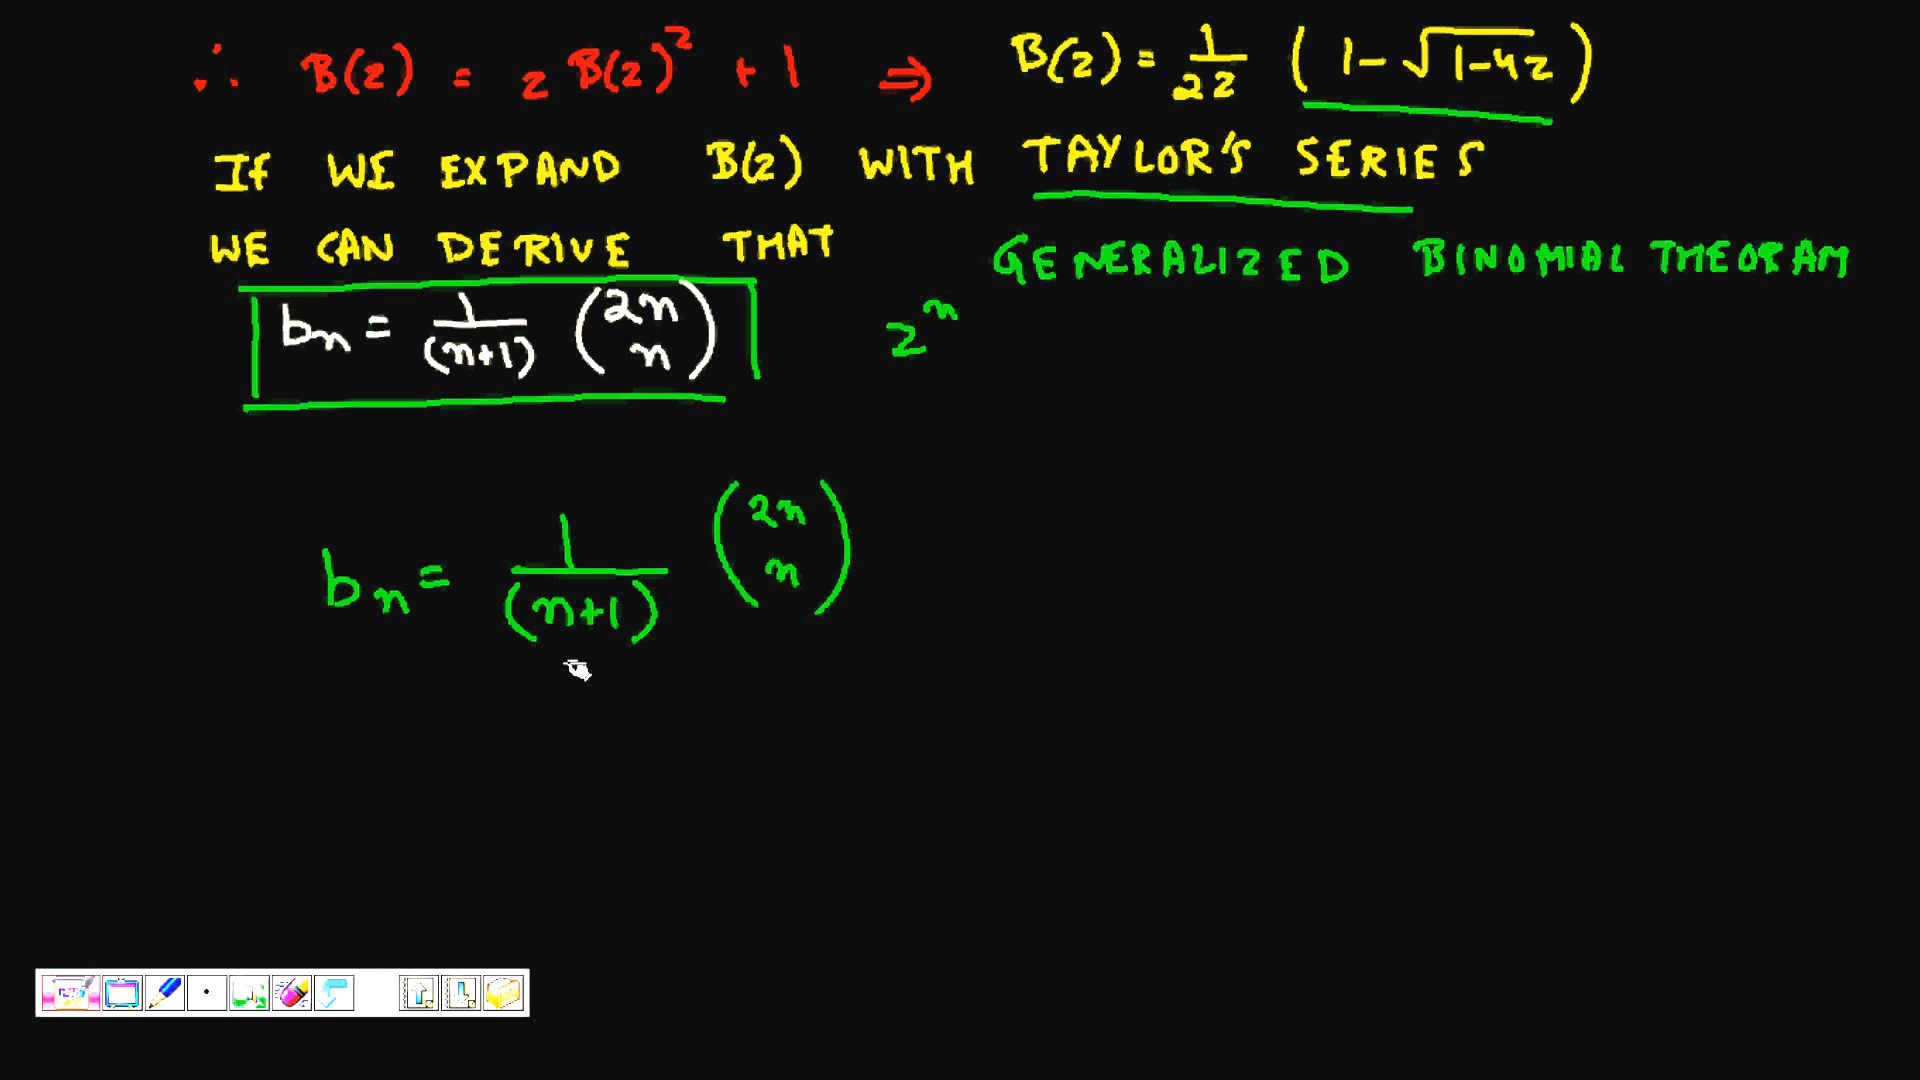 ∴ B(z) = z B(z)² + 1 ⇒ B(z) = 1/2z (1 - √1-4z)
IF WE EXPAND B(z) WITH TAYLOR'S SERIES
WE CAN DERIVE THAT GENERALIZED BINOMIAL THEORAM
bn = 1/(n+1) (2n n) zⁿ
bn = 1/(n+1) (2n n)